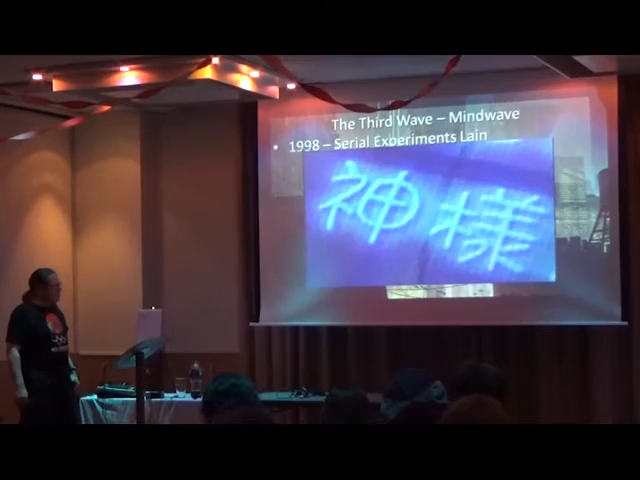 The Third Wave – Mindwave
• 1998 – Serial Experiments Lain
神様